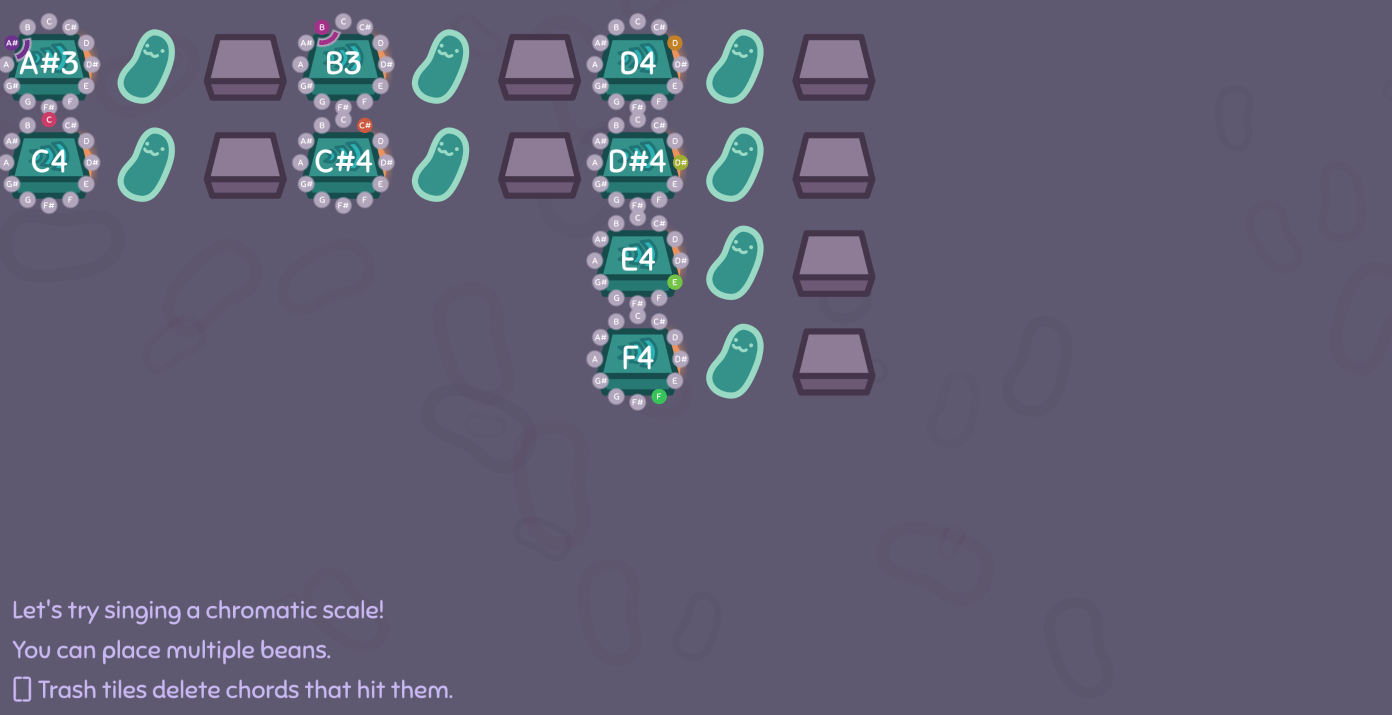 A#3 B3 D4
C4 C#4 D#4
E4
F4
Let's try singing a chromatic scale!
You can place multiple beans.
Trash tiles delete chords that hit them.